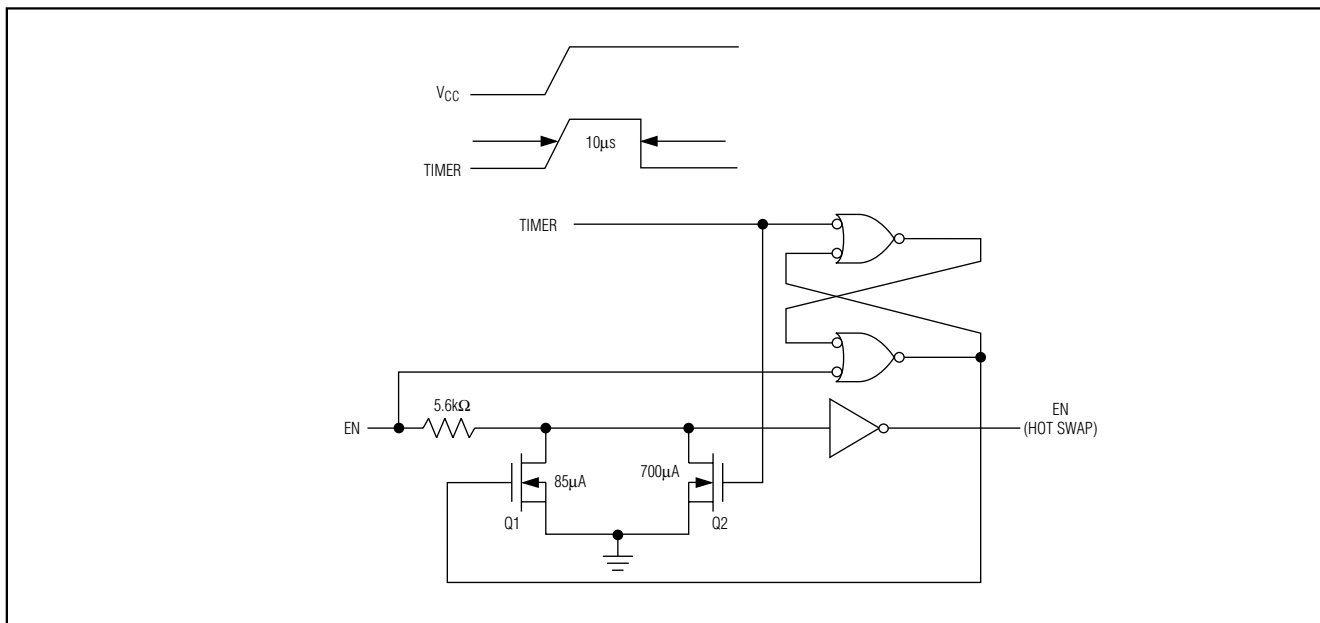 VCC
10µs
TIMER
TIMER
5.6kΩ
EN
EN
(HOT SWAP)
85µA
700µA
Q1
Q2